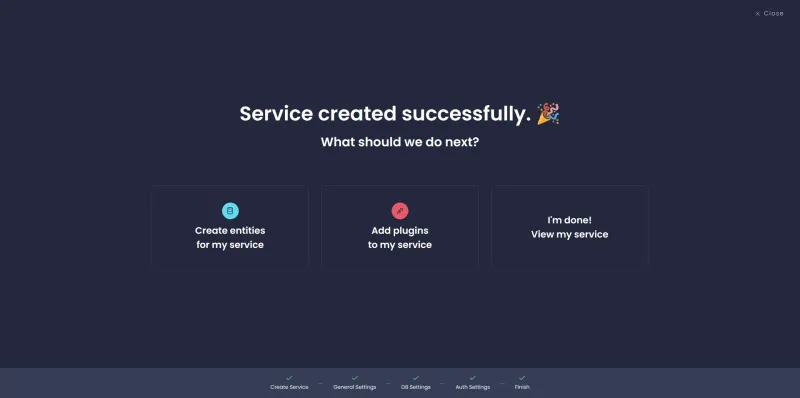 Close
Service created successfully. 🎉
What should we do next?
Create entities
for my service
Add plugins
to my service
I'm done!
View my service
Create Service
General Settings
DB Settings
Auth Settings
Finish